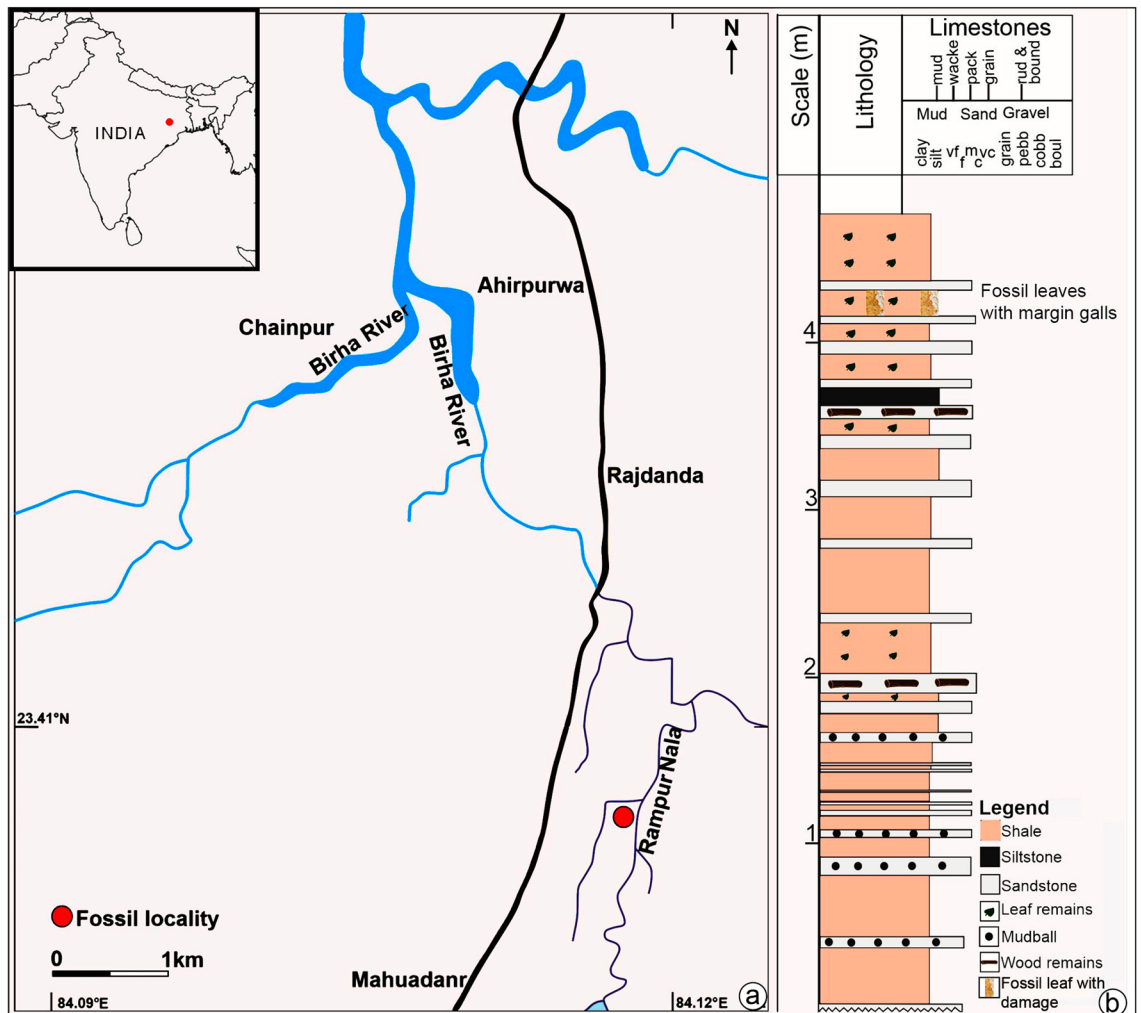 INDIA
N
Ahirpurwa
Chainpur
Birha River
Birha River
Rajdanda
23.41°N
Rampur Nala
Fossil locality
0 1km
Mahuadanr
84.09°E
84.12°E
a
Scale (m)
Lithology
Limestones
mud
wacke
pack
grain
rud &
bound
Mud Sand Gravel
clay
silt
vf
f
m
c
vc
grain
pebb
cobb
boul
Fossil leaves
with margin galls
4
3
2
1
Legend
Shale
Siltstone
Sandstone
Leaf remains
Mudball
Wood remains
Fossil leaf with
damage
b